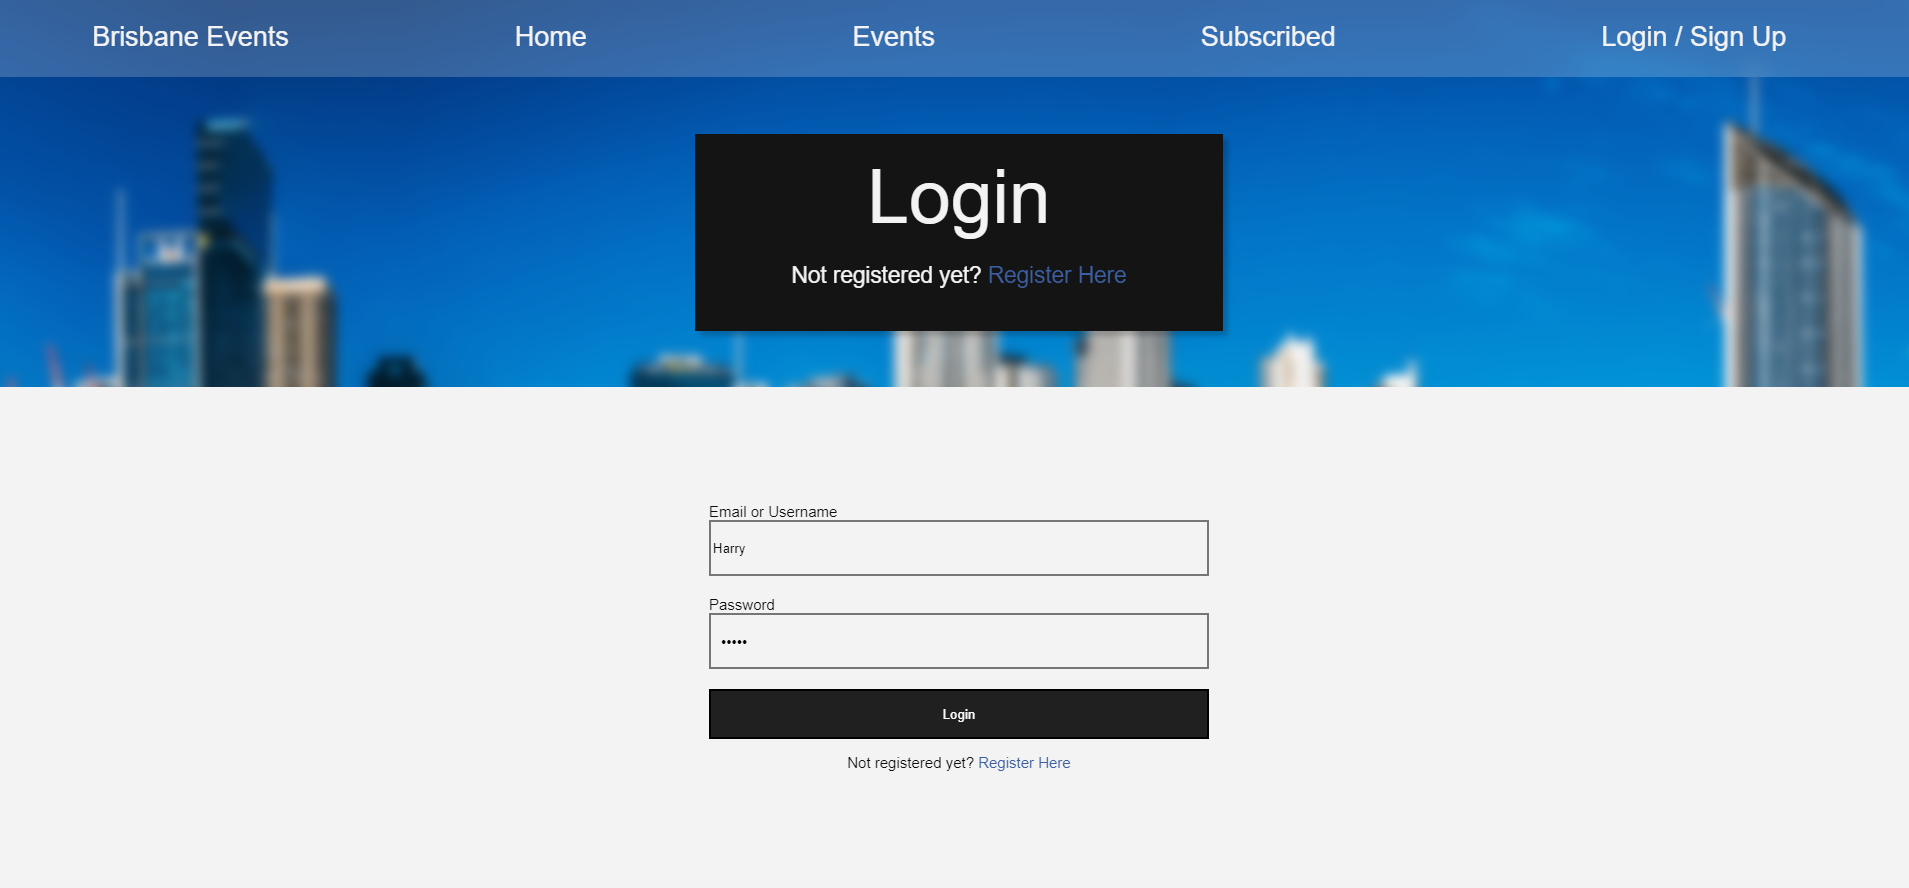 Brisbane Events Home Events Subscribed Login / Sign Up
Login
Not registered yet? Register Here
Email or Username
Harry
Password
•••••
Login
Not registered yet? Register Here